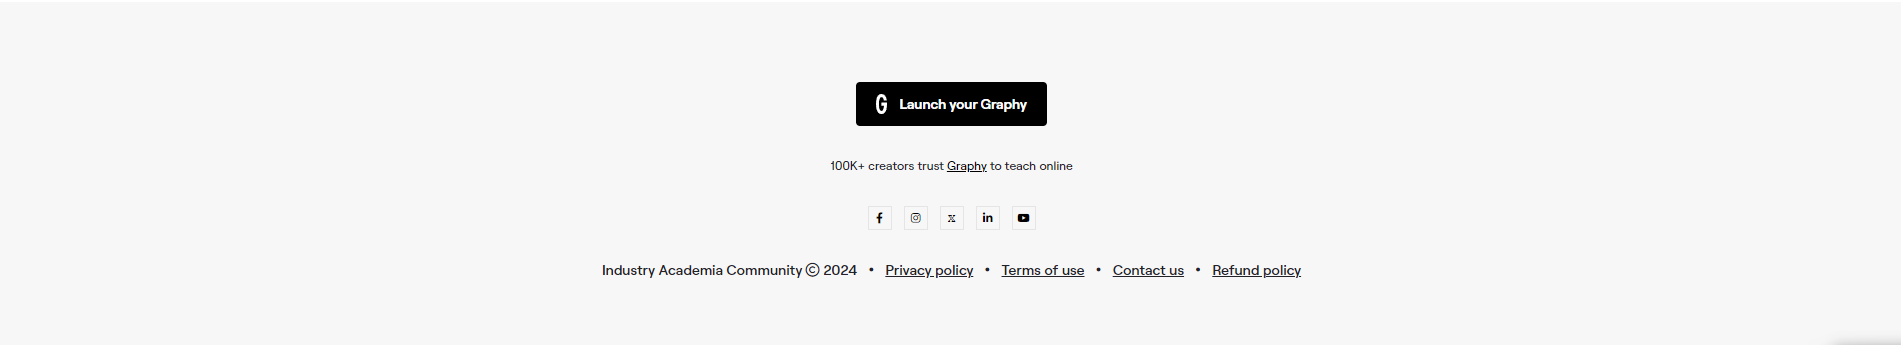 G Launch your Graphy
100K+ creators trust Graphy to teach online
Industry Academia Community © 2024 • Privacy policy • Terms of use • Contact us • Refund policy